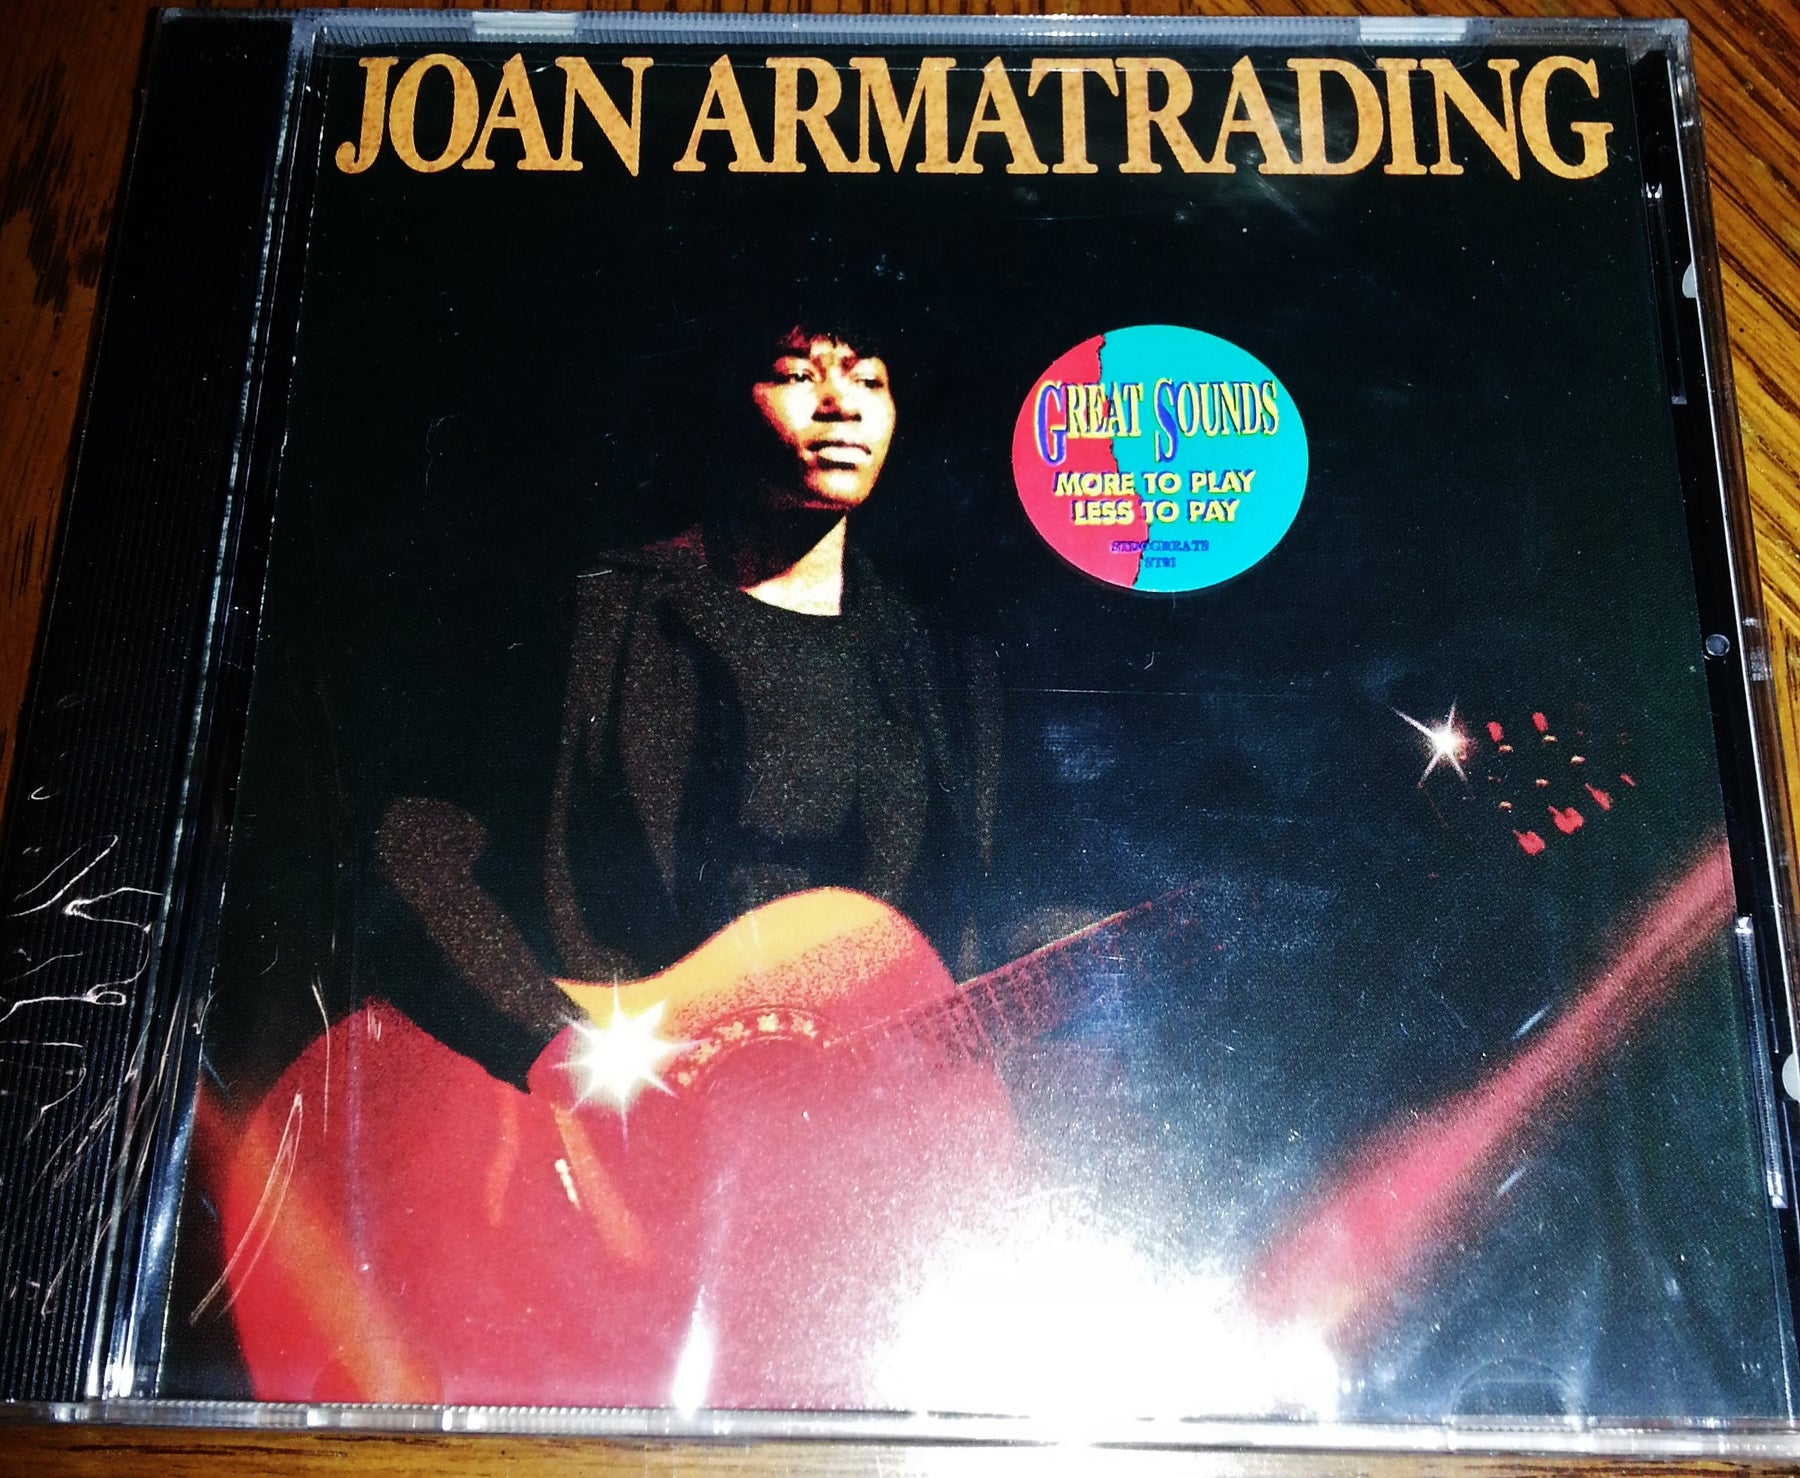 JOAN ARMATRADING
GREAT SOUNDS
MORE TO PLAY
LESS TO PAY